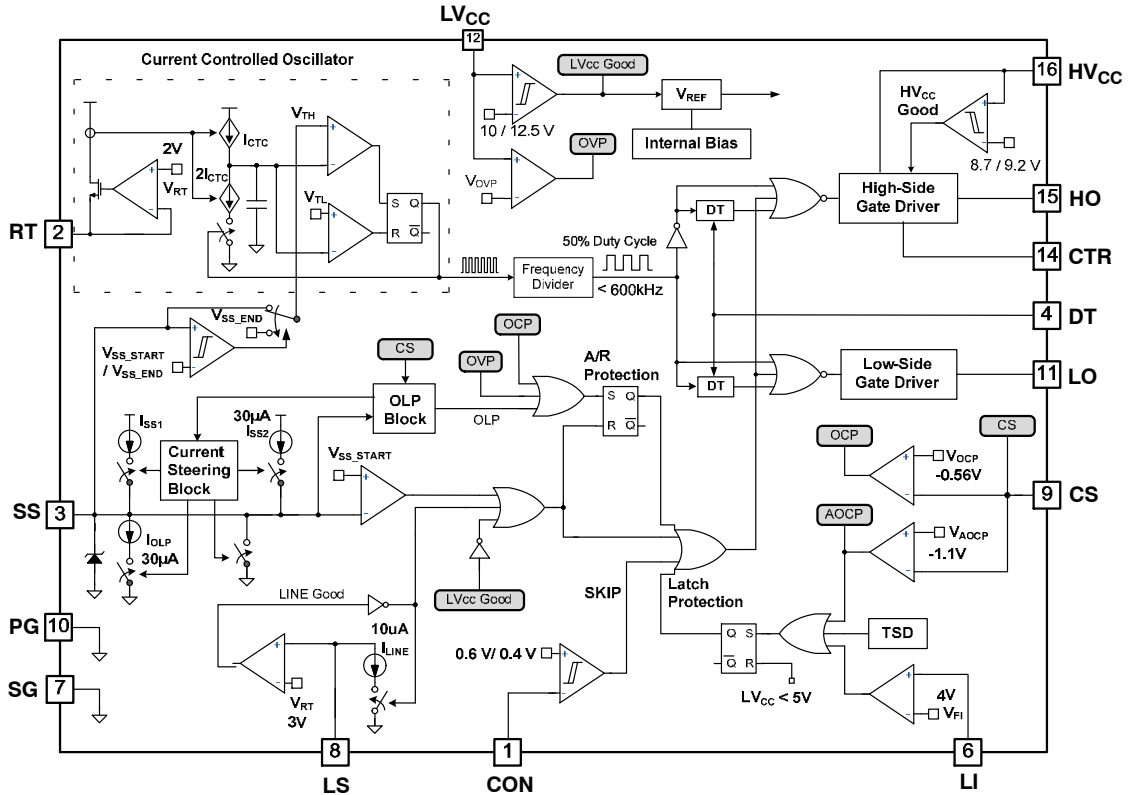 LVCC
12
Current Controlled Oscillator
LVcc Good
16 HVCC
HVCC
Good
VTH
ICTC
VREF
10 / 12.5 V
2V
OVP
Internal Bias
8.7 / 9.2 V
2ICTC
VRT
VOVP
High-Side
Gate Driver
15 HO
VTL
S Q
R Q
DT
RT 2
50% Duty Cycle
14 CTR
Frequency
Divider
< 600kHz
VSS_END
4 DT
OCP
VSS_START
/ VSS_END
CS
OVP
A/R
Protection
Low-Side
Gate Driver
11 LO
DT
OLP
Block
S Q
R Q
OLP
ISS1
30µA
ISS2
OCP
CS
Current
Steering
Block
VSS_START
VOCP
-0.56V
9 CS
SS 3
AOCP
IOLP
30µA
VAOCP
-1.1V
LINE Good
LVcc Good
SKIP
Latch
Protection
PG 10
10uA
ILINE
Q S
Q R
TSD
0.6 V/ 0.4 V
SG 7
VRT
3V
LVCC < 5V
4V
VFI
8
1
6
LS
CON
LI